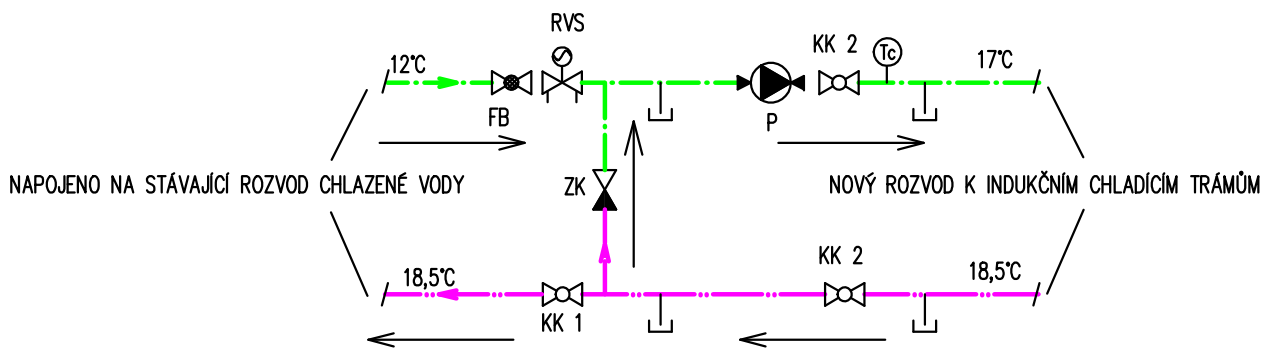 RVS
KK 2
Tc
12°C
17°C
FB
P
NAPOJENO NA STÁVAJÍCÍ ROZVOD CHLAZENÉ VODY
ZK
NOVÝ ROZVOD K INDUKČNÍM CHLADÍCÍM TRÁMŮM
18,5°C
KK 2
18,5°C
KK 1